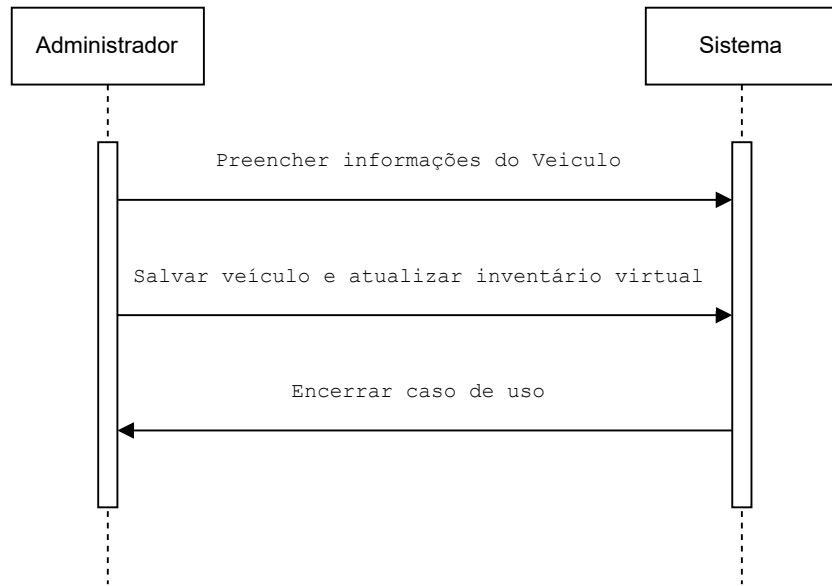 Administrador
Sistema
Preencher informações do Veiculo
Salvar veículo e atualizar inventário virtual
Encerrar caso de uso